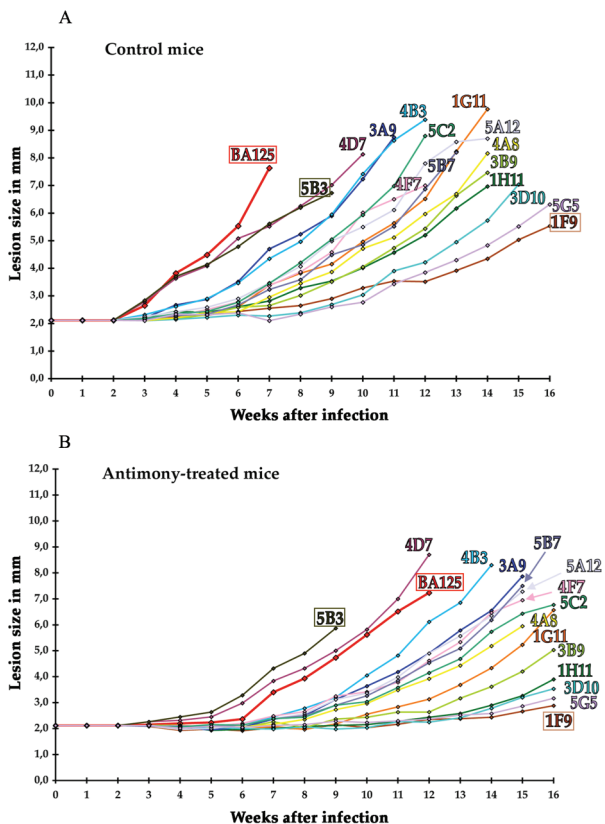 A
Control mice
Lesion size in mm
12,0
11,0
10,0
9,0
8,0
7,0
6,0
5,0
4,0
3,0
2,0
1,0
0,0
BA125
5B3
4D7
3A9
4B3
5C2
4F7
5B7
1G11
5A12
4A8
3B9
1H11
3D10
5G5
1F9
0 1 2 3 4 5 6 7 8 9 10 11 12 13 14 15 16
Weeks after infection
B
Antimony-treated mice
Lesion size in mm
12,0
11,0
10,0
9,0
8,0
7,0
6,0
5,0
4,0
3,0
2,0
1,0
0,0
5B3
4D7
BA125
4B3
3A9
5B7
5A12
4F7
5C2
4A8
1G11
3B9
1H11
3D10
5G5
1F9
0 1 2 3 4 5 6 7 8 9 10 11 12 13 14 15 16
Weeks after infection